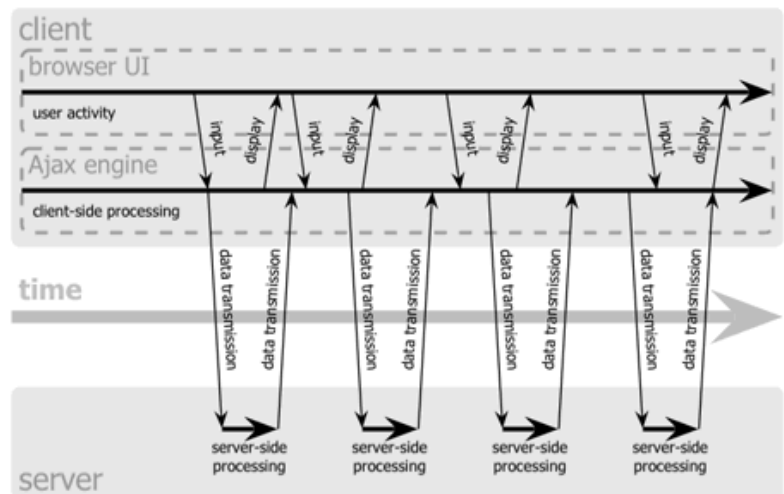 client
browser UI
user activity
input
display
input
display
input
display
input
display
Ajax engine
client-side processing
data transmission
data transmission
data transmission
data transmission
data transmission
data transmission
data transmission
data transmission
time
server-side
processing
server-side
processing
server-side
processing
server-side
processing
server